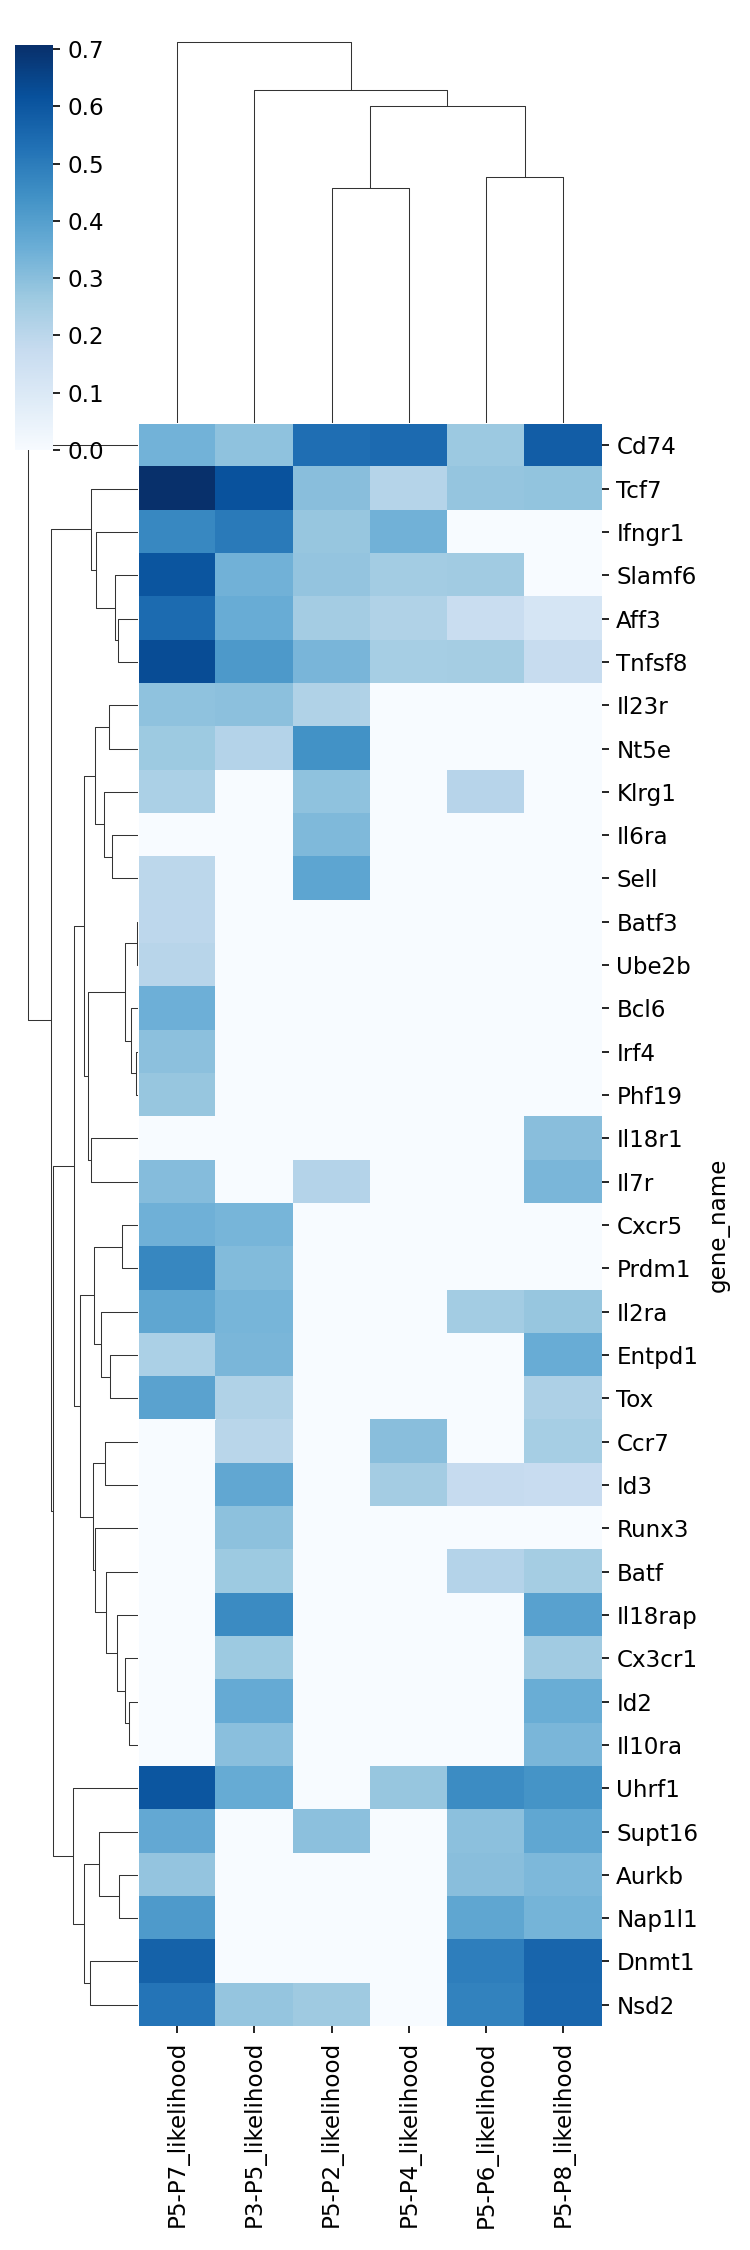 0.7
0.6
0.5
0.4
0.3
0.2
0.1
0.0
Cd74
Tcf7
Ifngr1
Slamf6
Aff3
Tnfsf8
Il23r
Nt5e
Klrg1
Il6ra
Sell
Batf3
Ube2b
Bcl6
Irf4
Phf19
Il18r1
Il7r
Cxcr5
Prdm1
Il2ra
Entpd1
Tox
Ccr7
Id3
Runx3
Batf
Il18rap
Cx3cr1
Id2
Il10ra
Uhrf1
Supt16
Aurkb
Nap1l1
Dnmt1
Nsd2
gene_name
P5-P7_likelihood
P3-P5_likelihood
P5-P2_likelihood
P5-P4_likelihood
P5-P6_likelihood
P5-P8_likelihood